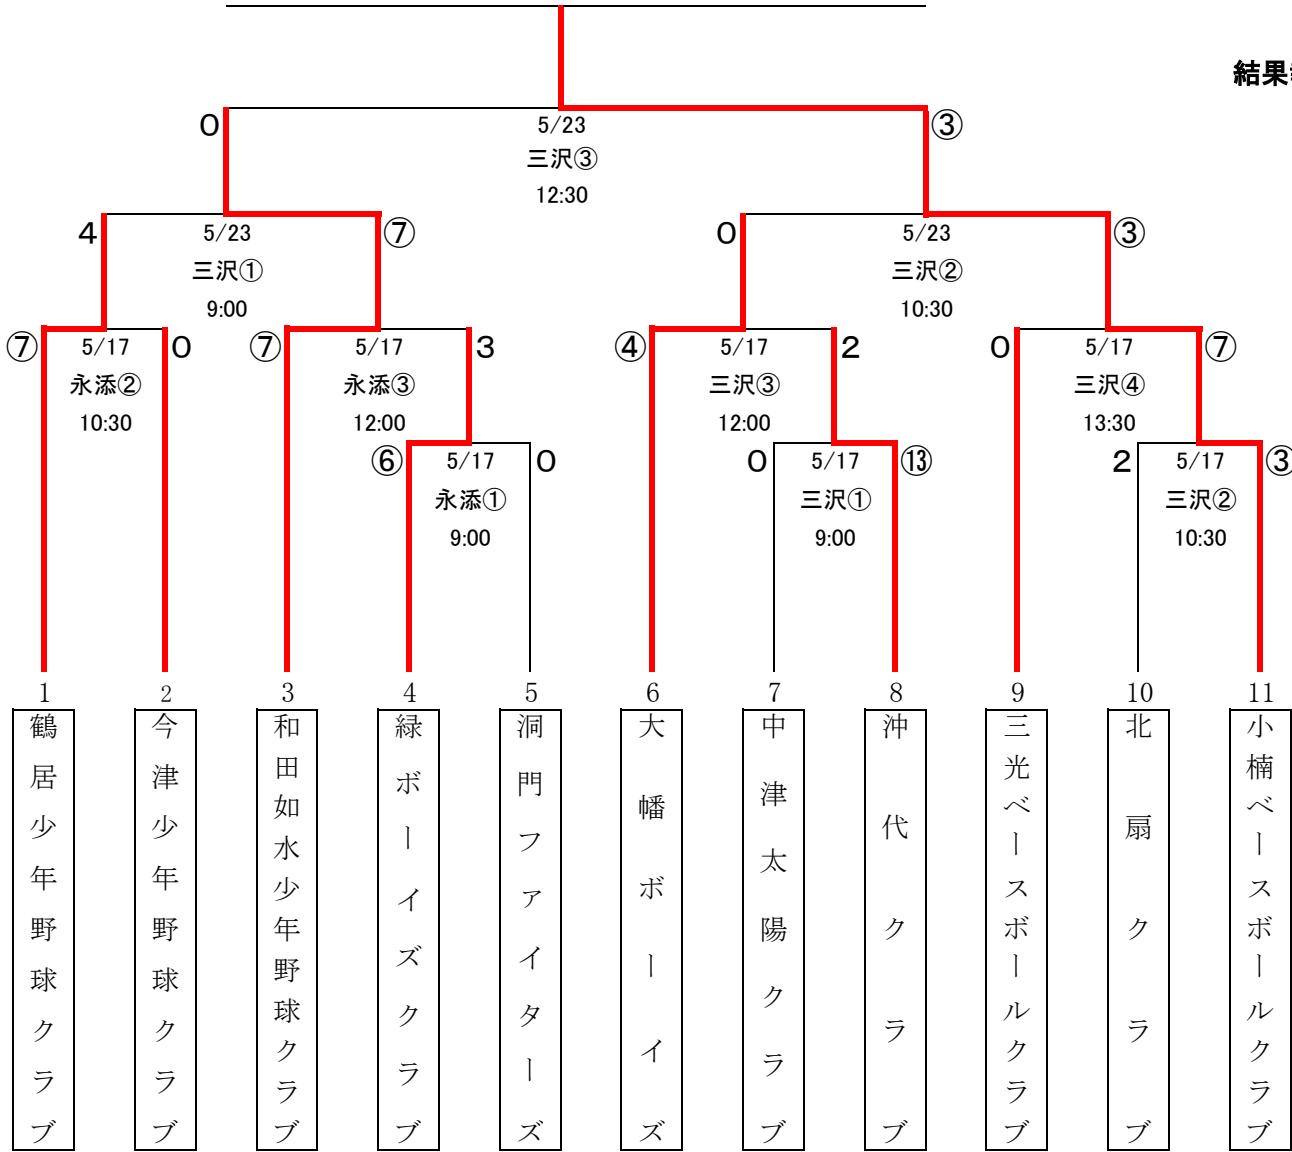 結果
0
5/23
③
三沢③
12:30
4
5/23
⑦
0
5/23
③
三沢①
三沢②
9:00
10:30
⑦
5/17
0
⑦
5/17
3
④
5/17
2
0
5/17
⑦
永添②
永添③
三沢③
三沢④
10:30
12:00
12:00
13:30
⑥
5/17
0
0
5/17
⑬
2
5/17
③
永添①
三沢①
三沢②
9:00
9:00
10:30
1
2
3
4
5
6
7
8
9
10
11
鶴居少年野球クラブ
今津少年野球クラブ
和田如水少年野球クラブ
緑ボーイズクラブ
洞門ファイターズ
大幡ボーイズ
中津太陽クラブ
沖代クラブ
三光ベースボールクラブ
北扇クラブ
小楠ベースボールクラブ